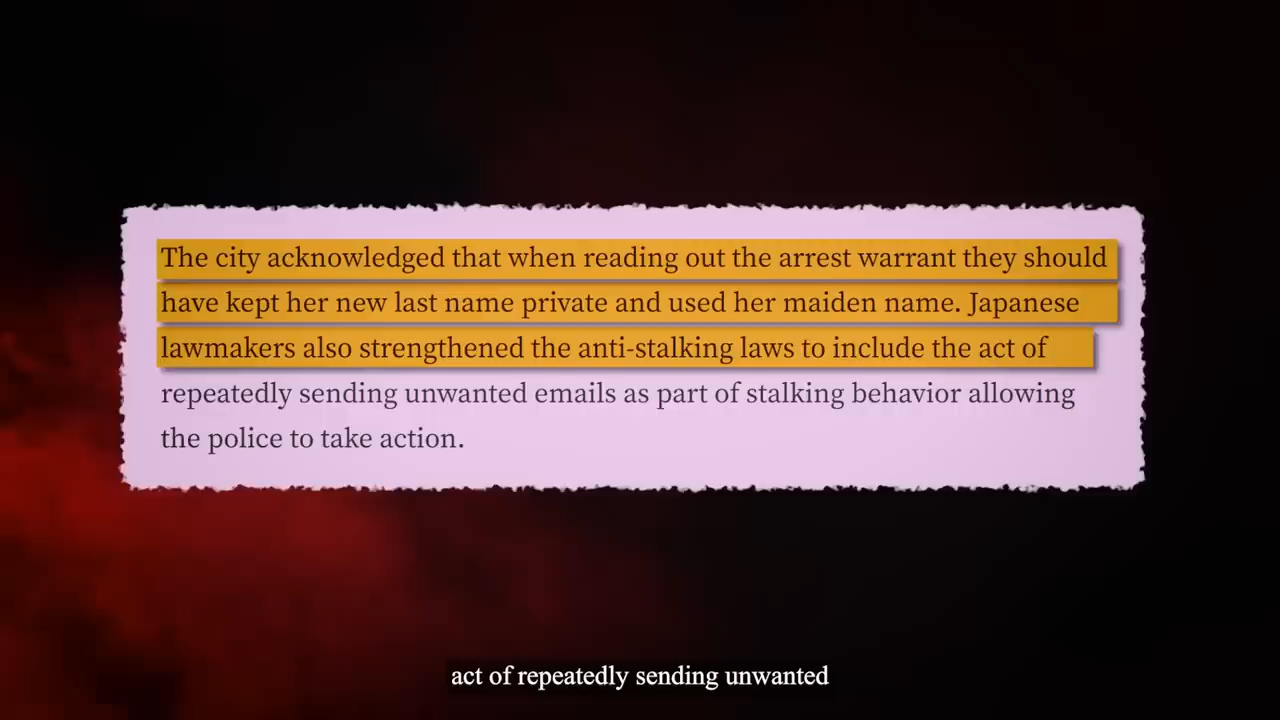 The city acknowledged that when reading out the arrest warrant they should
have kept her new last name private and used her maiden name. Japanese
lawmakers also strengthened the anti-stalking laws to include the act of
repeatedly sending unwanted emails as part of stalking behavior allowing
the police to take action.
act of repeatedly sending unwanted